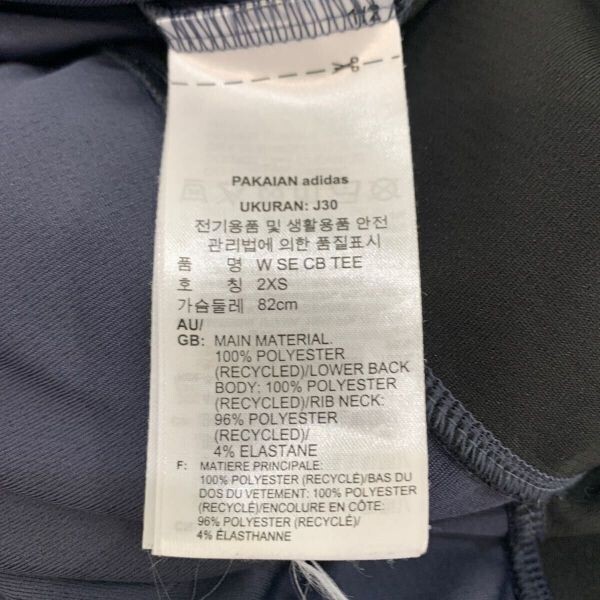 PAKAIAN adidas
UKURAN: J30
전기용품 및 생활용품 안전
관리법에 의한 품질표시
품 명 W SE CB TEE
호 칭 2XS
가슴둘레 82cm
AU/
GB: MAIN MATERIAL:
100% POLYESTER
(RECYCLED)/LOWER BACK
BODY: 100% POLYESTER
(RECYCLED)/RIB NECK:
96% POLYESTER
(RECYCLED)/
4% ELASTANE
F: MATIERE PRINCIPALE:
100% POLYESTER (RECYCLÉ)/BAS DU
DOS DU VETEMENT: 100% POLYESTER
(RECYCLÉ)/ENCOLURE EN CÔTE:
96% POLYESTER (RECYCLÉ)/
4% ÉLASTHANNE